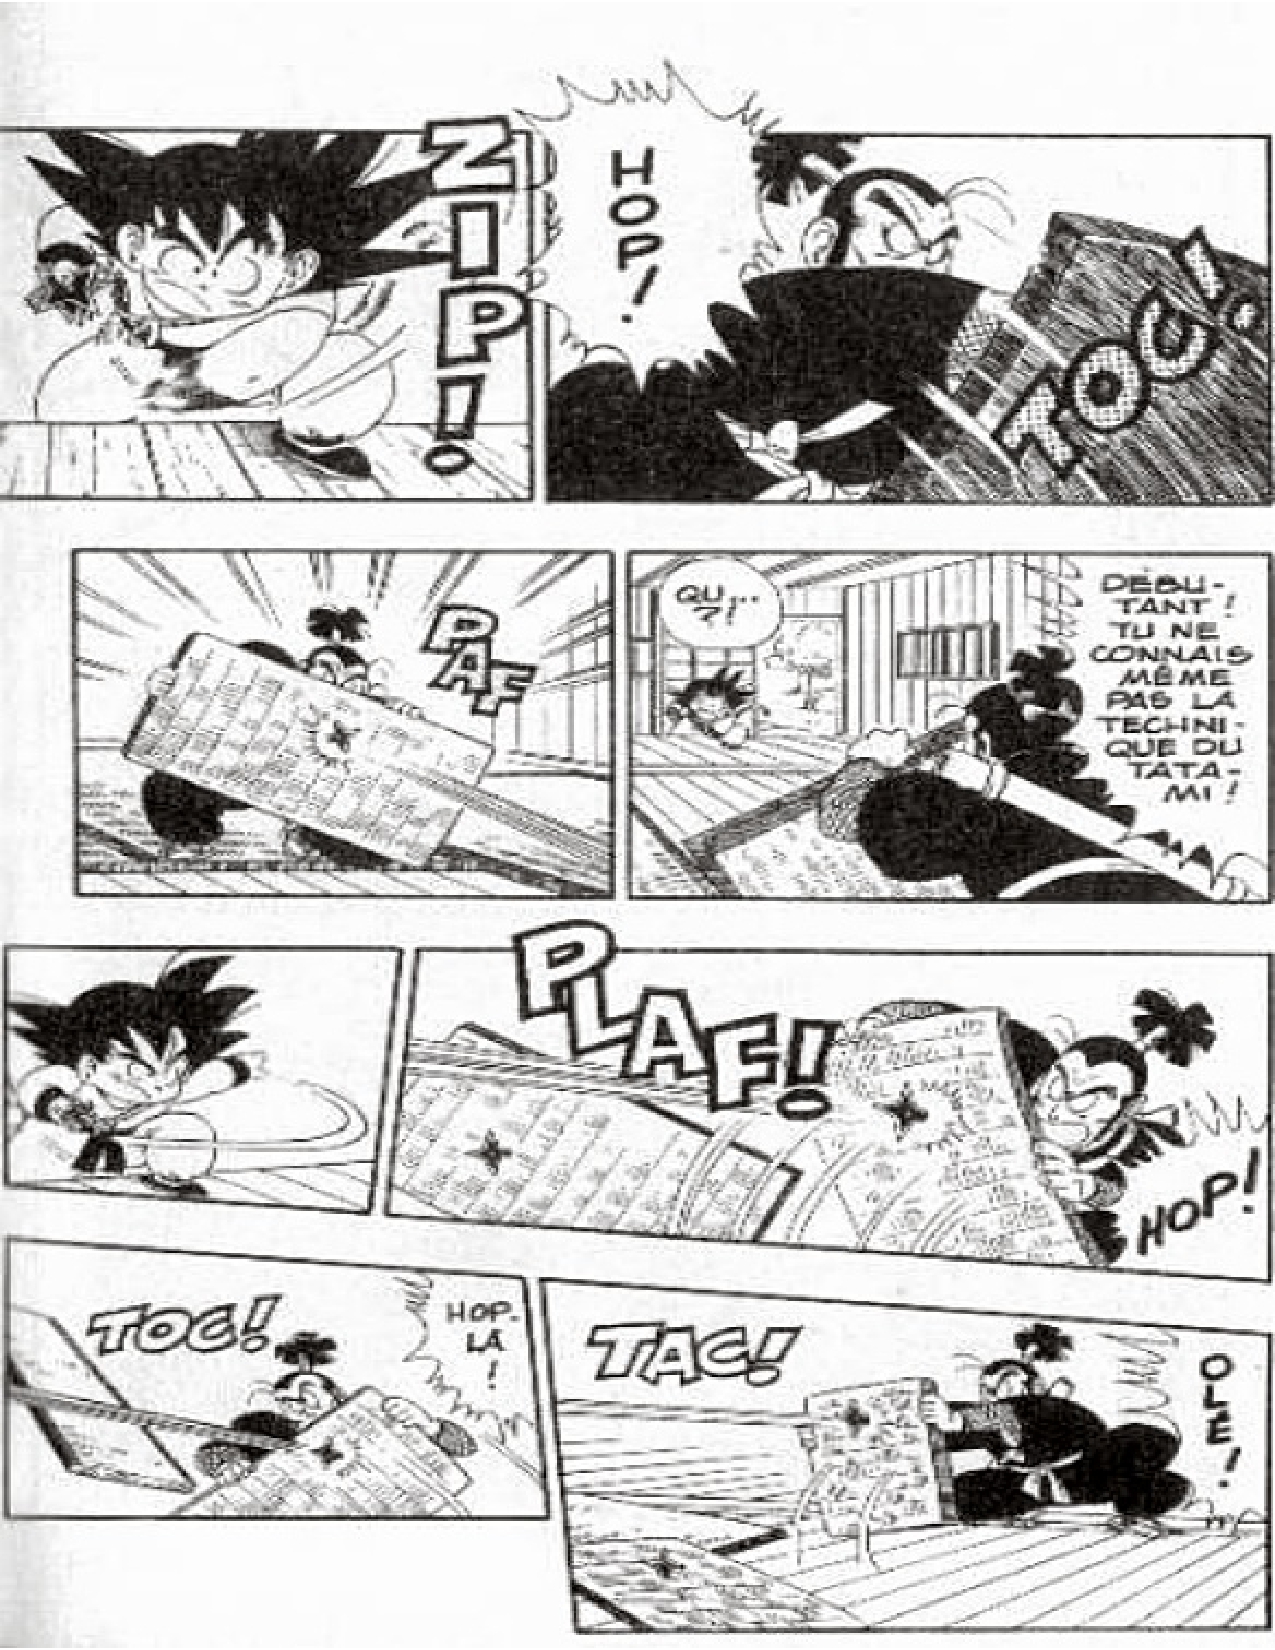 ZIP!
HOP!
TOC!
PAF
QU...
?!
DÉBU-
TANT!
TU NE
CONNAIS
MÊME
PAS LA
TECHNI-
QUE DU
TATA-
MI!
PLAF!
HOP!
TOC!
HOP-
LÀ
!
TAC!
OLÉ!